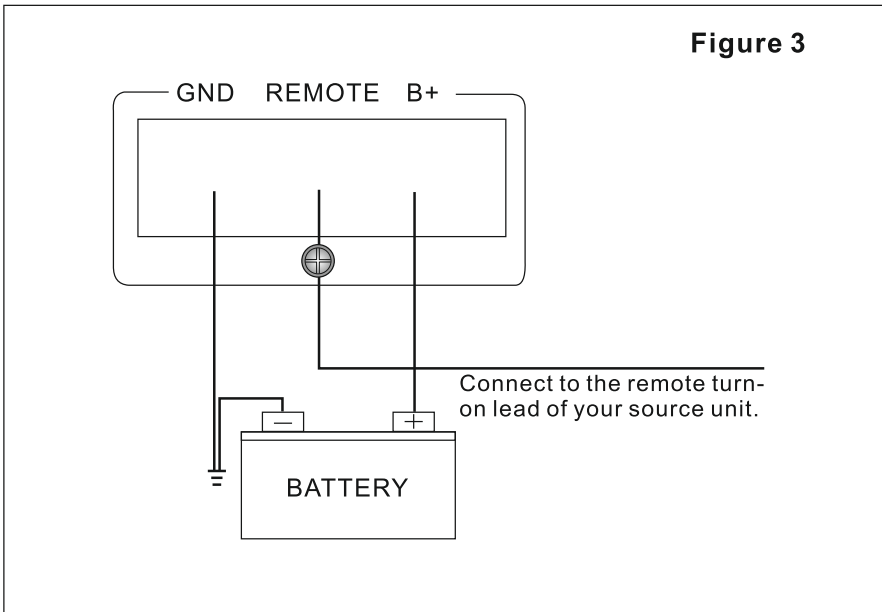 Figure 3
GND REMOTE B+
Connect to the remote turn-
on lead of your source unit.
− +
BATTERY